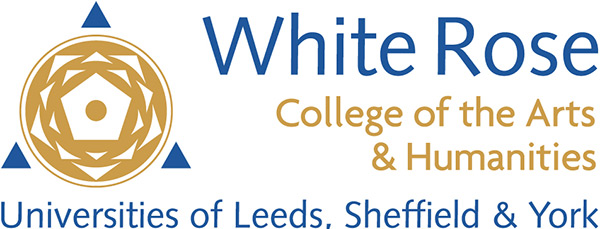 White Rose
College of the Arts
& Humanities
Universities of Leeds, Sheffield & York